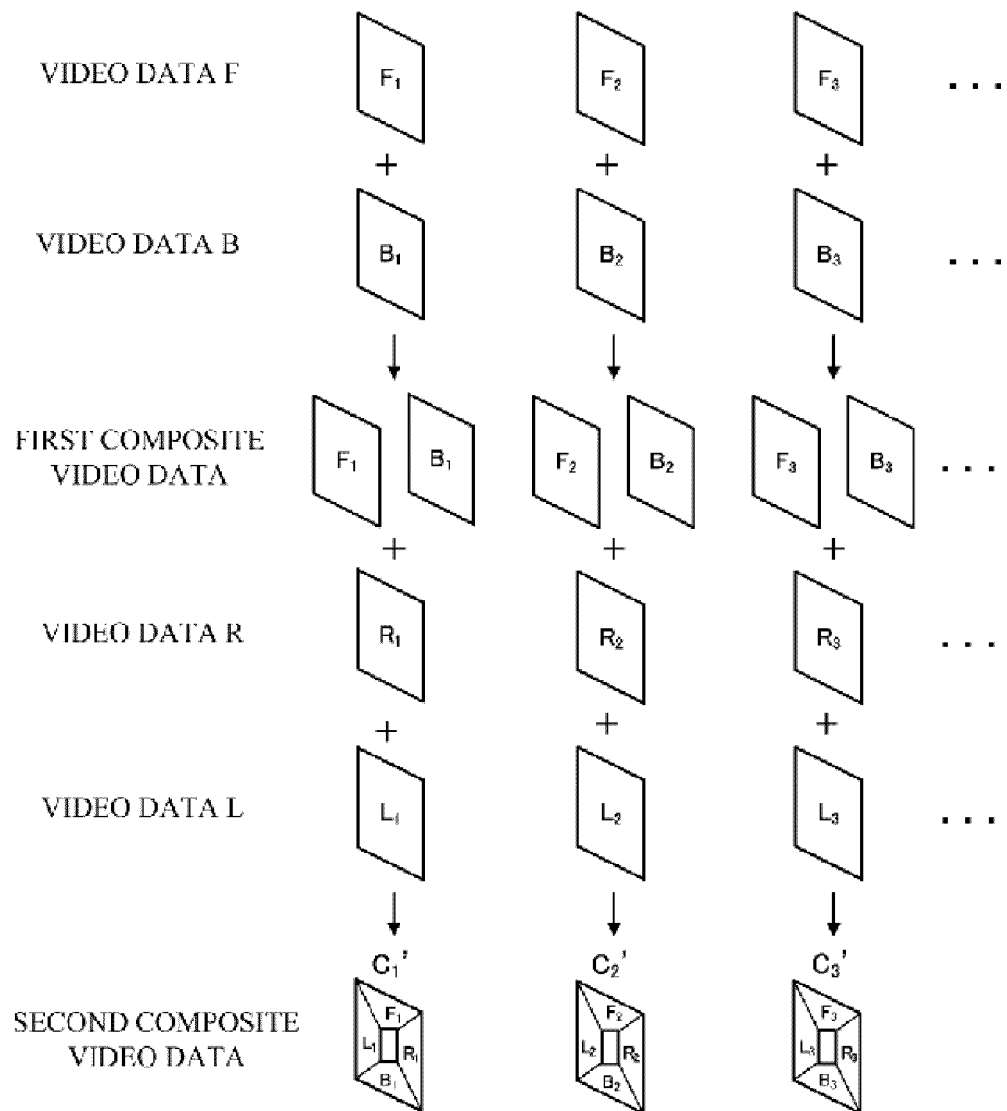 VIDEO DATA F F₁ F₂ F₃ . . .
+ + +
VIDEO DATA B B₁ B₂ B₃ . . .
FIRST COMPOSITE
VIDEO DATA F₁ B₁ F₂ B₂ F₃ B₃ . . .
+ + +
VIDEO DATA R R₁ R₂ R₃ . . .
+ + +
VIDEO DATA L L₁ L₂ L₃ . . .
C₁' C₂' C₃'
SECOND COMPOSITE
VIDEO DATA
F₁ F₂ F₃
L₁ R₁ L₂ R₂ L₃ R₃
B₁ B₂ B₃